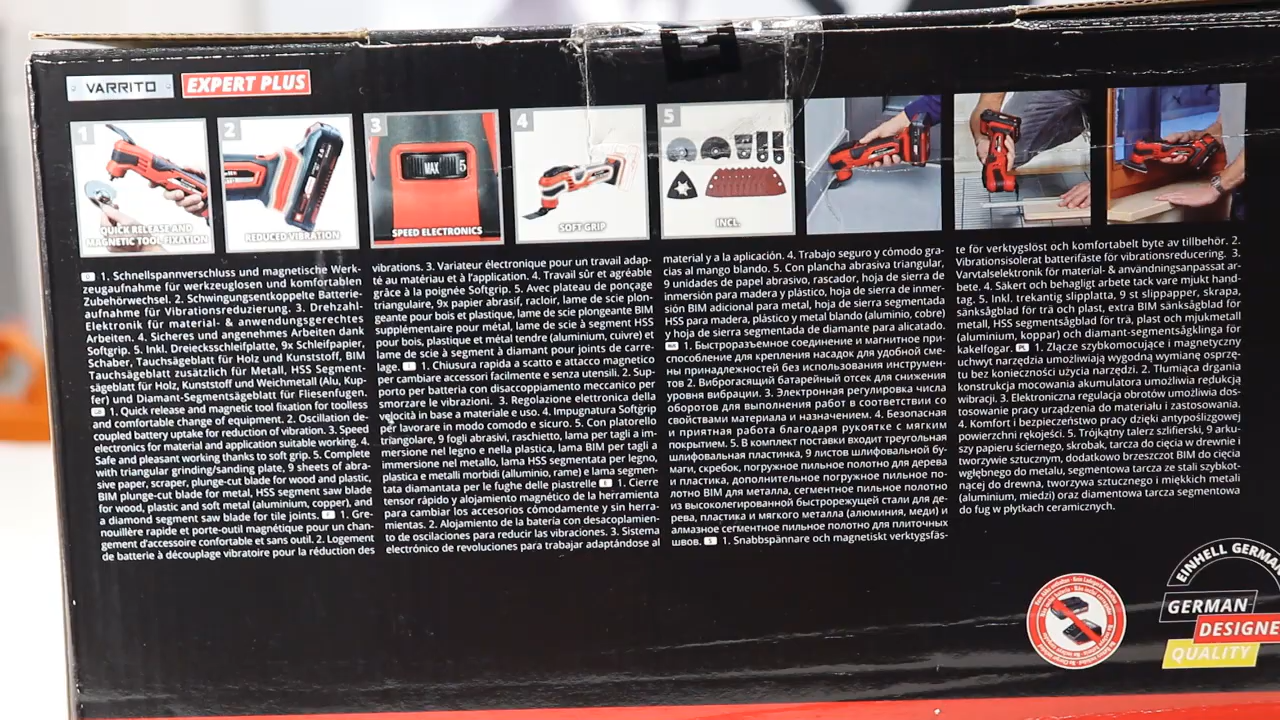 VARRITO EXPERT PLUS
1
QUICK RELEASE AND
MAGNETIC TOOL FIXATION
2
REDUCED VIBRATION
3
MAX 5
SPEED ELECTRONICS
4
SOFT GRIP
5
INCL.
D 1. Schnellspannverschluss und magnetische Werk-
zeugaufnahme für werkzeuglosen und komfortablen
Zubehörwechsel. 2. Schwingungsentkoppelte Batterie-
aufnahme für Vibrationsreduzierung. 3. Drehzahl-
Elektronik für material- & anwendungsgerechtes
Arbeiten. 4. Sicheres und angenehmes Arbeiten dank
Softgrip. 5. Inkl. Dreiecksschleifplatte, 9x Schleifpapier,
Schaber, Tauchsägeblatt für Holz und Kunststoff, BIM
Tauchsägeblatt zusätzlich für Metall, HSS Segment-
sägeblatt für Holz, Kunststoff und Weichmetall (Alu, Kup-
fer) und Diamant-Segmentsägeblatt für Fliesenfugen.
GB 1. Quick release and magnetic tool fixation for toolless
and comfortable change of equipment. 2. Oscillation de-
coupled battery uptake for reduction of vibration. 3. Speed
electronics for material and application suitable working. 4.
Safe and pleasant working thanks to soft grip. 5. Complete
with triangular grinding/sanding plate, 9 sheets of abra-
sive paper, scraper, plunge-cut blade for wood and plastic,
BIM plunge-cut blade for metal, HSS segment saw blade
for wood, plastic and soft metal (aluminum, copper), and
a diamond segment saw blade for tile joints. F 1. Gre-
nouillère rapide et porte-outil magnétique pour un chan-
gement d'accessoire confortable et sans outil. 2. Logement
de batterie à découplage vibratoire pour la réduction des
vibrations. 3. Variateur électronique pour un travail adap-
té au matériau et à l'application. 4. Travail sûr et agréable
grâce à la poignée Softgrip. 5. Avec plateau de ponçage
triangulaire, 9x papier abrasif, racloir, lame de scie plon-
geante pour bois et plastique, lame de scie plongeante BIM
supplémentaire pour métal, lame de scie à segment HSS
pour bois, plastique et métal tendre (aluminium, cuivre) et
lame de scie à segment à diamant pour joints de carre-
lage. I 1. Chiusura rapida a scatto e attacco magnetico
per cambiare accessori facilmente e senza utensili. 2. Sup-
porto per batteria con disaccoppiamento meccanico per
smorzare le vibrazioni. 3. Regolazione elettronica della
velocità in base a materiale e uso. 4. Impugnatura Softgrip
per lavorare in modo comodo e sicuro. 5. Con platorello
triangolare, 9 fogli abrasivi, raschietto, lama per tagli a im-
mersione nel legno e nella plastica, lama BIM per tagli a
immersione nel metallo, lama HSS segmentata per legno,
plastica e metalli morbidi (alluminio, rame) e lama segmen-
tata diamantata per le fughe delle piastrelle E 1. Cierre
tensor rápido y alojamiento magnético de la herramienta
para cambiar los accesorios cómodamente y sin herra-
mientas. 2. Alojamiento de la batería con desacoplamien-
to de oscilaciones para reducir las vibraciones. 3. Sistema
electrónico de revoluciones para trabajar adaptándose al
material y a la aplicación. 4. Trabajo seguro y cómodo gra-
cias al mango blando. 5. Con plancha abrasiva triangular,
9 unidades de papel abrasivo, rascador, hoja de sierra de
inmersión para madera y plástico, hoja de sierra de inmer-
sión BIM adicional para metal, hoja de sierra segmentada
HSS para madera, plástico y metal blando (aluminio, cobre)
y hoja de sierra segmentada de diamante para alicatado.
RUS 1. Быстроразъемное соединение и магнитное при-
способление для крепления насадок для удобной сме-
ны принадлежностей без использования инструмен-
тов 2. Виброгасящий батарейный отсек для снижения
уровня вибрации. 3. Электронная регулировка числа
оборотов для выполнения работ в соответствии со
свойствами материала и назначением. 4. Безопасная
и приятная работа благодаря рукоятке с мягким
покрытием. 5. В комплект поставки входит треугольная
шлифовальная пластинка, 9 листов шлифовальной бу-
маги, скребок, погружное пильное полотно для дерева
и пластика, дополнительное погружное пильное по-
лотно BIM для металла, сегментное пильное полотно
из высоколегированной быстрорежущей стали для де-
рева, пластика и мягкого металла (алюминия, меди) и
алмазное сегментное пильное полотно для плиточных
швов. S 1. Snabbspännare och magnetiskt verktygsfäs-
te för verktygslöst och komfortabelt byte av tillbehör. 2.
Vibrationsisolerat batterifäste för vibrationsreducering. 3.
Varvtalselektronik för material- & användningsanpassat ar-
bete. 4. Säkert och behagligt arbete tack vare mjukt hand-
tag. 5. Inkl. trekantig slipplatta, 9 st slippapper, skrapa,
sänksågblad för trä och plast, extra BIM sänksågblad för
metall, HSS segmentsågblad för trä, plast och mjukmetall
(aluminium, koppar) och diamant-segmentsågklinga för
kakelfogar. PL 1. Złącze szybkomocujące i magnetyczny
uchwyt narzędzia umożliwiają wygodną wymianę osprzę-
tu bez konieczności użycia narzędzi. 2. Tłumiąca drgania
konstrukcja mocowania akumulatora umożliwia redukcję
wibracji. 3. Elektroniczna regulacja obrotów umożliwia dos-
tosowanie pracy urządzenia do materiału i zastosowania.
4. Komfort i bezpieczeństwo pracy dzięki antypoślizgowej
powierzchni rękojeści. 5. Trójkątny talerz szlifierski, 9 arku-
szy papieru ściernego, skrobak, tarcza do cięcia w drewnie i
tworzywie sztucznym, dodatkowo brzeszczot BIM do cięcia
wgłębnego do metalu, segmentowa tarcza ze stali szybkot-
nącej do drewna, tworzywa sztucznego i miękkich metali
(aluminium, miedzi) oraz diamentowa tarcza segmentowa
do fug w płytkach ceramicznych.
EINHELL GERMAN
GERMAN
DESIGNE
QUALITY